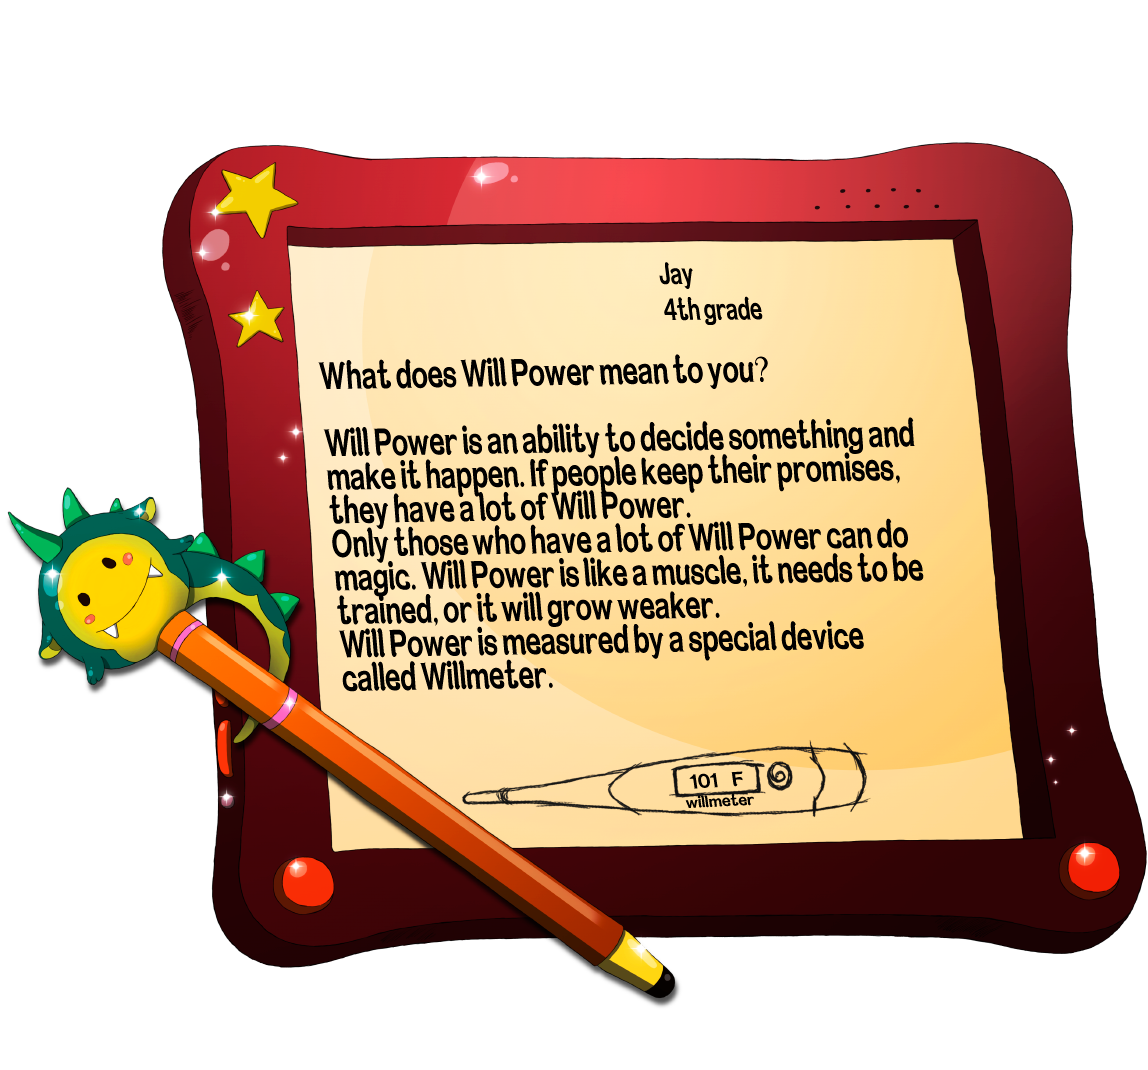 Jay
4th grade
What does Will Power mean to you?
Will Power is an ability to decide something and
make it happen. If people keep their promises,
they have a lot of Will Power.
Only those who have a lot of Will Power can do
magic. Will Power is like a muscle, it needs to be
trained, or it will grow weaker.
Will Power is measured by a special device
called Willmeter.
101 F
willmeter